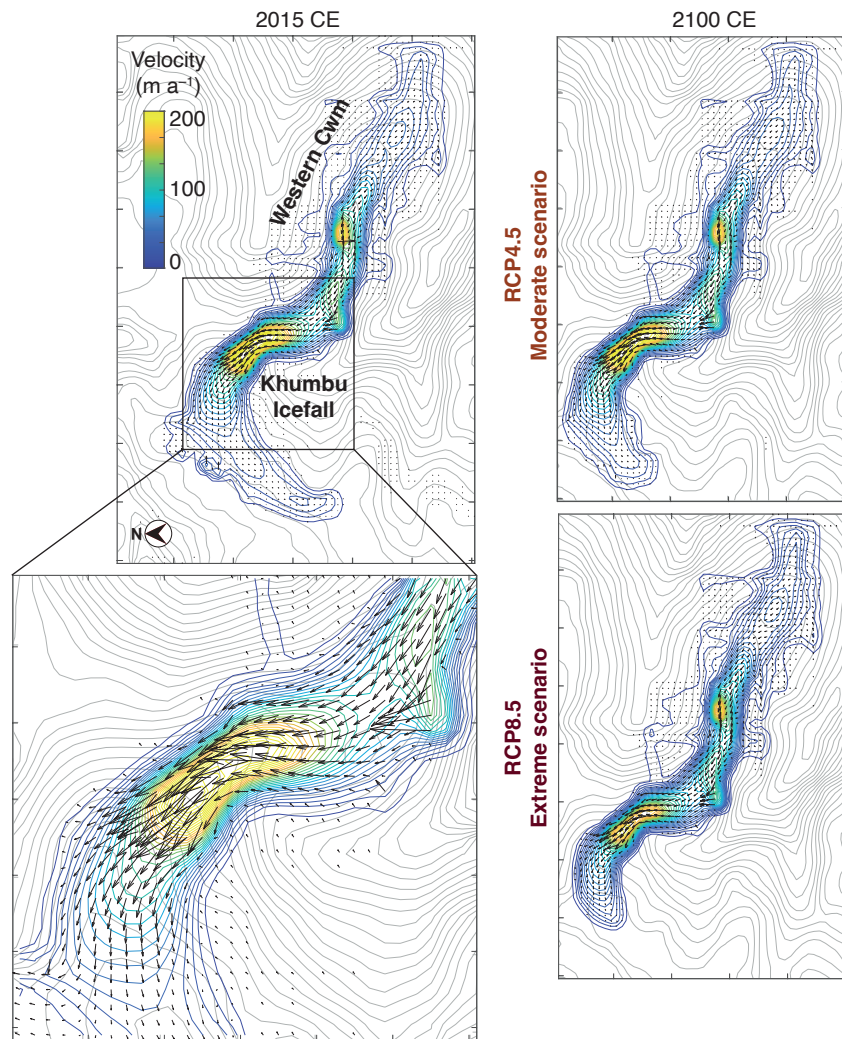 2015 CE
2100 CE
Velocity
(m a⁻¹)
200
100
0
Western Cwm
Khumbu
Icefall
N
RCP4.5
Moderate scenario
RCP8.5
Extreme scenario